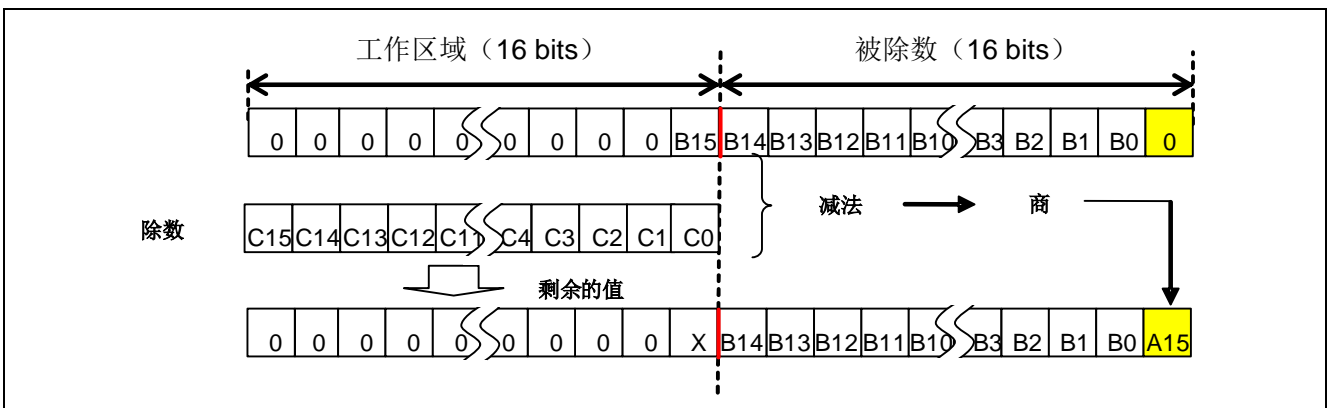 工作区域（16 bits） 被除数（16 bits）
0 0 0 0 0 0 0 0 0 B15 B14 B13 B12 B11 B10 B3 B2 B1 B0 0
减法 商
除数 C15 C14 C13 C12 C11 C4 C3 C2 C1 C0
剩余的值
0 0 0 0 0 0 0 0 0 X B14 B13 B12 B11 B10 B3 B2 B1 B0 A15